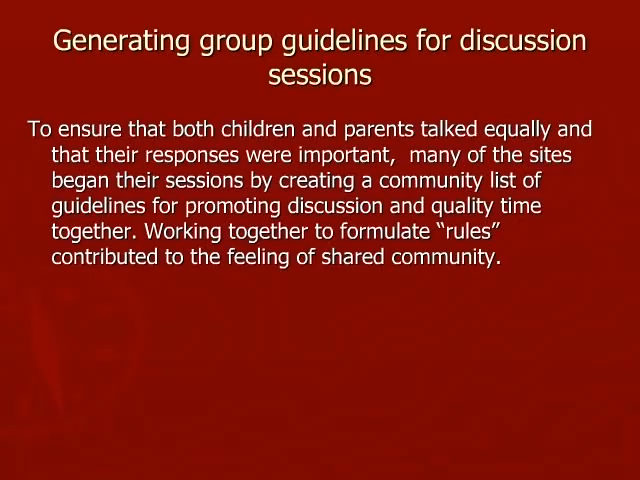 Generating group guidelines for discussion
sessions
To ensure that both children and parents talked equally and
that their responses were important,  many of the sites
began their sessions by creating a community list of
guidelines for promoting discussion and quality time
together. Working together to formulate “rules”
contributed to the feeling of shared community.